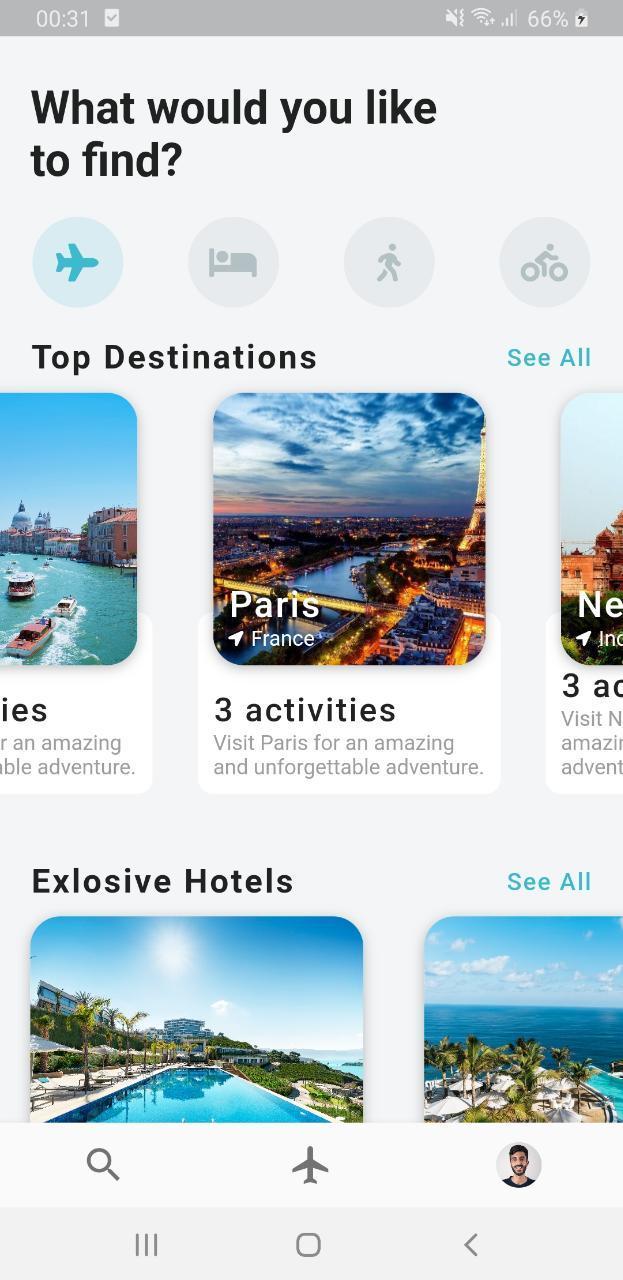 00:31 66%
What would you like
to find?
Top Destinations See All
Paris
France
ies
3 activities
r an amazing
Visit Paris for an amazing
able adventure.
and unforgettable adventure.
Ne
Inc
3 ac
Visit N
amazin
advent
Exlosive Hotels See All